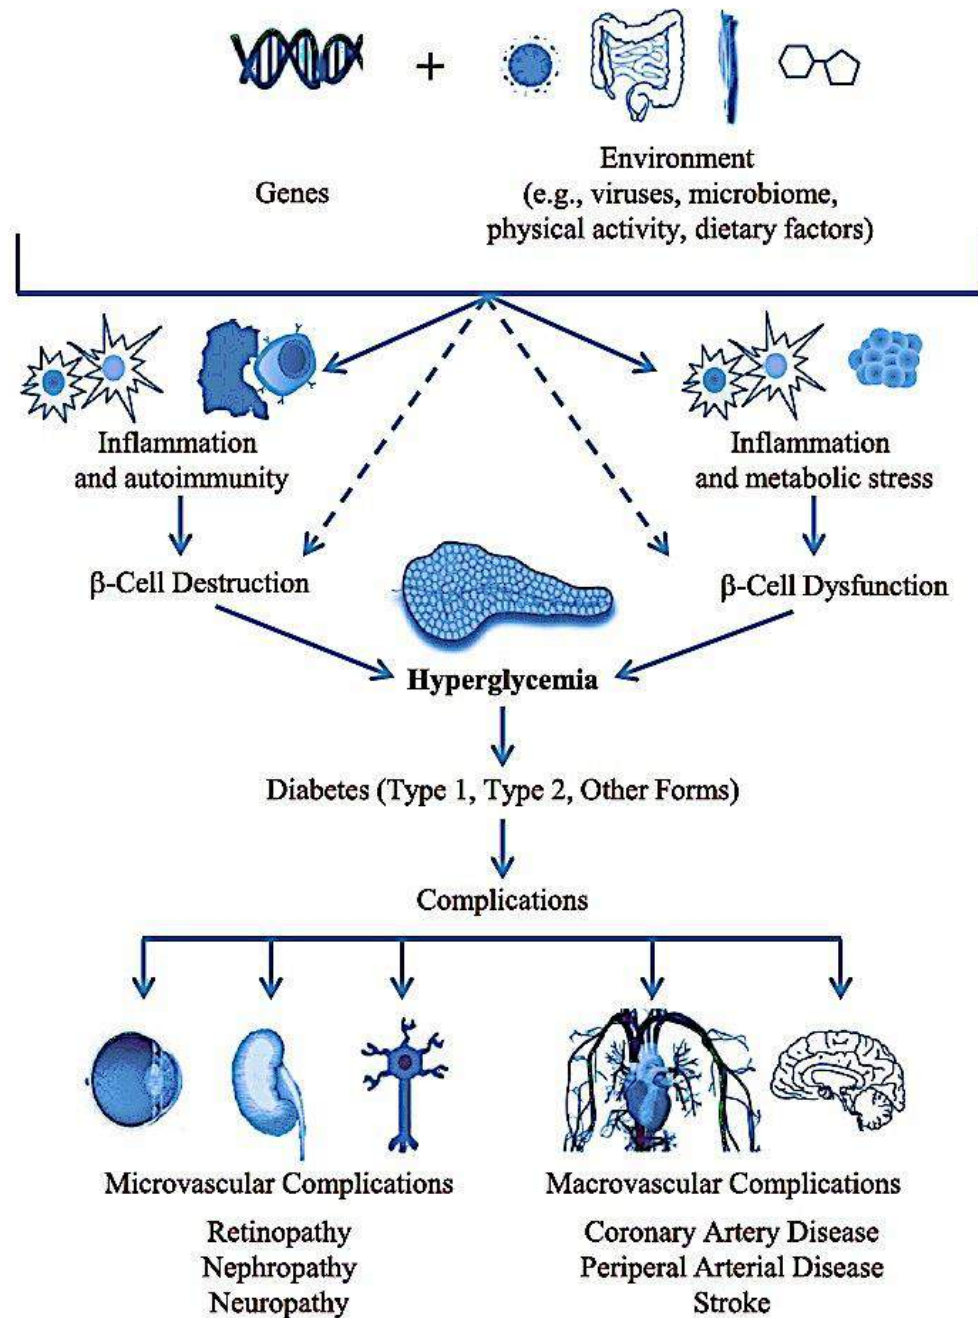 +
Genes
Environment
(e.g., viruses, microbiome,
physical activity, dietary factors)
Inflammation
and autoimmunity
Inflammation
and metabolic stress
β-Cell Destruction
β-Cell Dysfunction
Hyperglycemia
Diabetes (Type 1, Type 2, Other Forms)
Complications
Microvascular Complications
Retinopathy
Nephropathy
Neuropathy
Macrovascular Complications
Coronary Artery Disease
Periperal Arterial Disease
Stroke